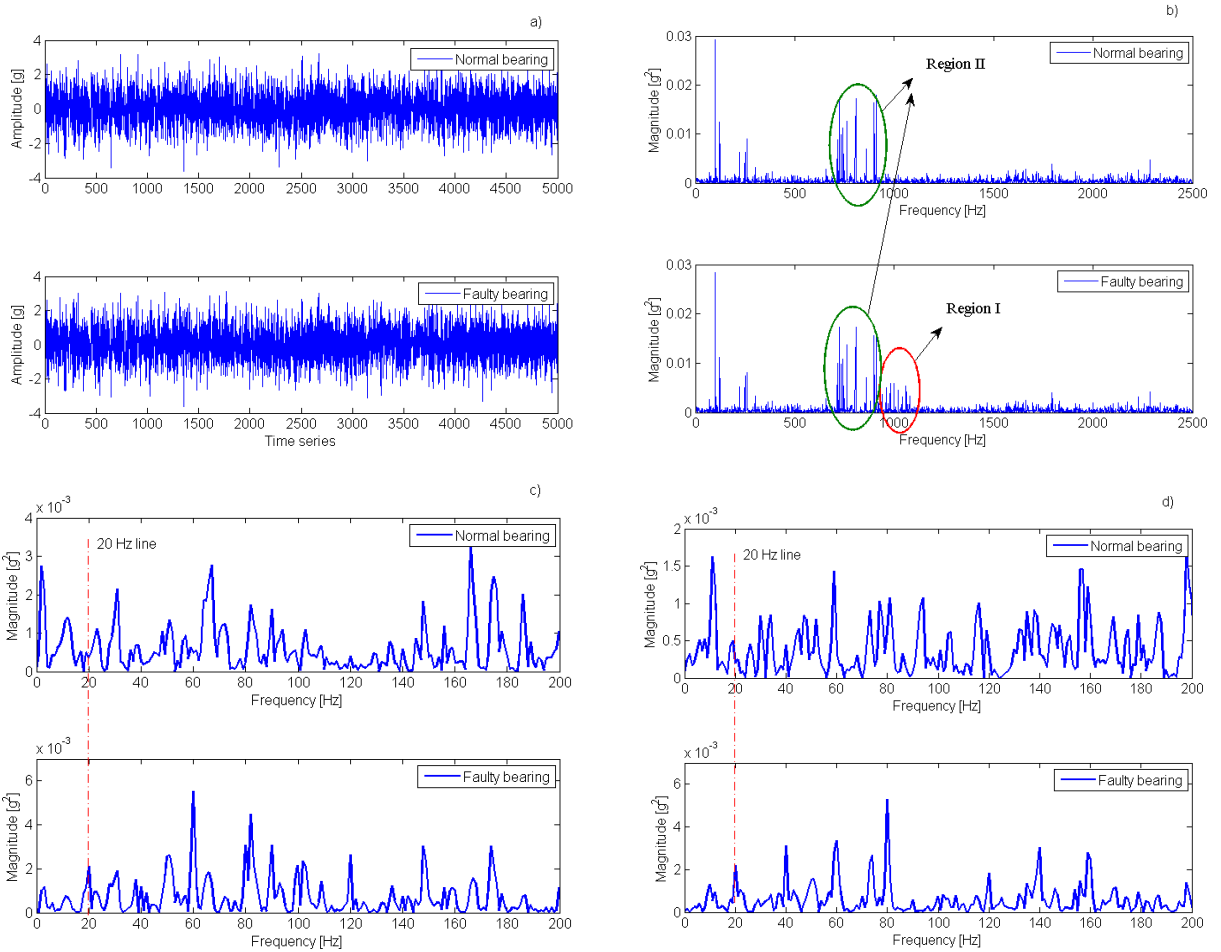 a)
Amplitude [g]
4
2
0
-2
-4
Normal bearing
0 500 1000 1500 2000 2500 3000 3500 4000 4500 5000
Amplitude [g]
4
2
0
-2
-4
Faulty bearing
0 500 1000 1500 2000 2500 3000 3500 4000 4500 5000
Time series
b)
Magnitude [g²]
0.03
0.02
0.01
0
Normal bearing
Region II
0 500 1000 1500 2000 2500
Frequency [Hz]
Magnitude [g²]
0.03
0.02
0.01
0
Faulty bearing
Region I
0 500 1000 1500 2000 2500
Frequency [Hz]
c)
x 10⁻³
Magnitude [g²]
4
3
2
1
0
Normal bearing
20 Hz line
0 20 40 60 80 100 120 140 160 180 200
Frequency [Hz]
x 10⁻³
Magnitude [g²]
6
4
2
0
Faulty bearing
0 20 40 60 80 100 120 140 160 180 200
Frequency [Hz]
d)
x 10⁻³
Magnitude [g²]
2
1.5
1
0.5
0
Normal bearing
20 Hz line
0 20 40 60 80 100 120 140 160 180 200
Frequency [Hz]
x 10⁻³
Magnitude [g²]
6
4
2
0
Faulty bearing
0 20 40 60 80 100 120 140 160 180 200
Frequency [Hz]